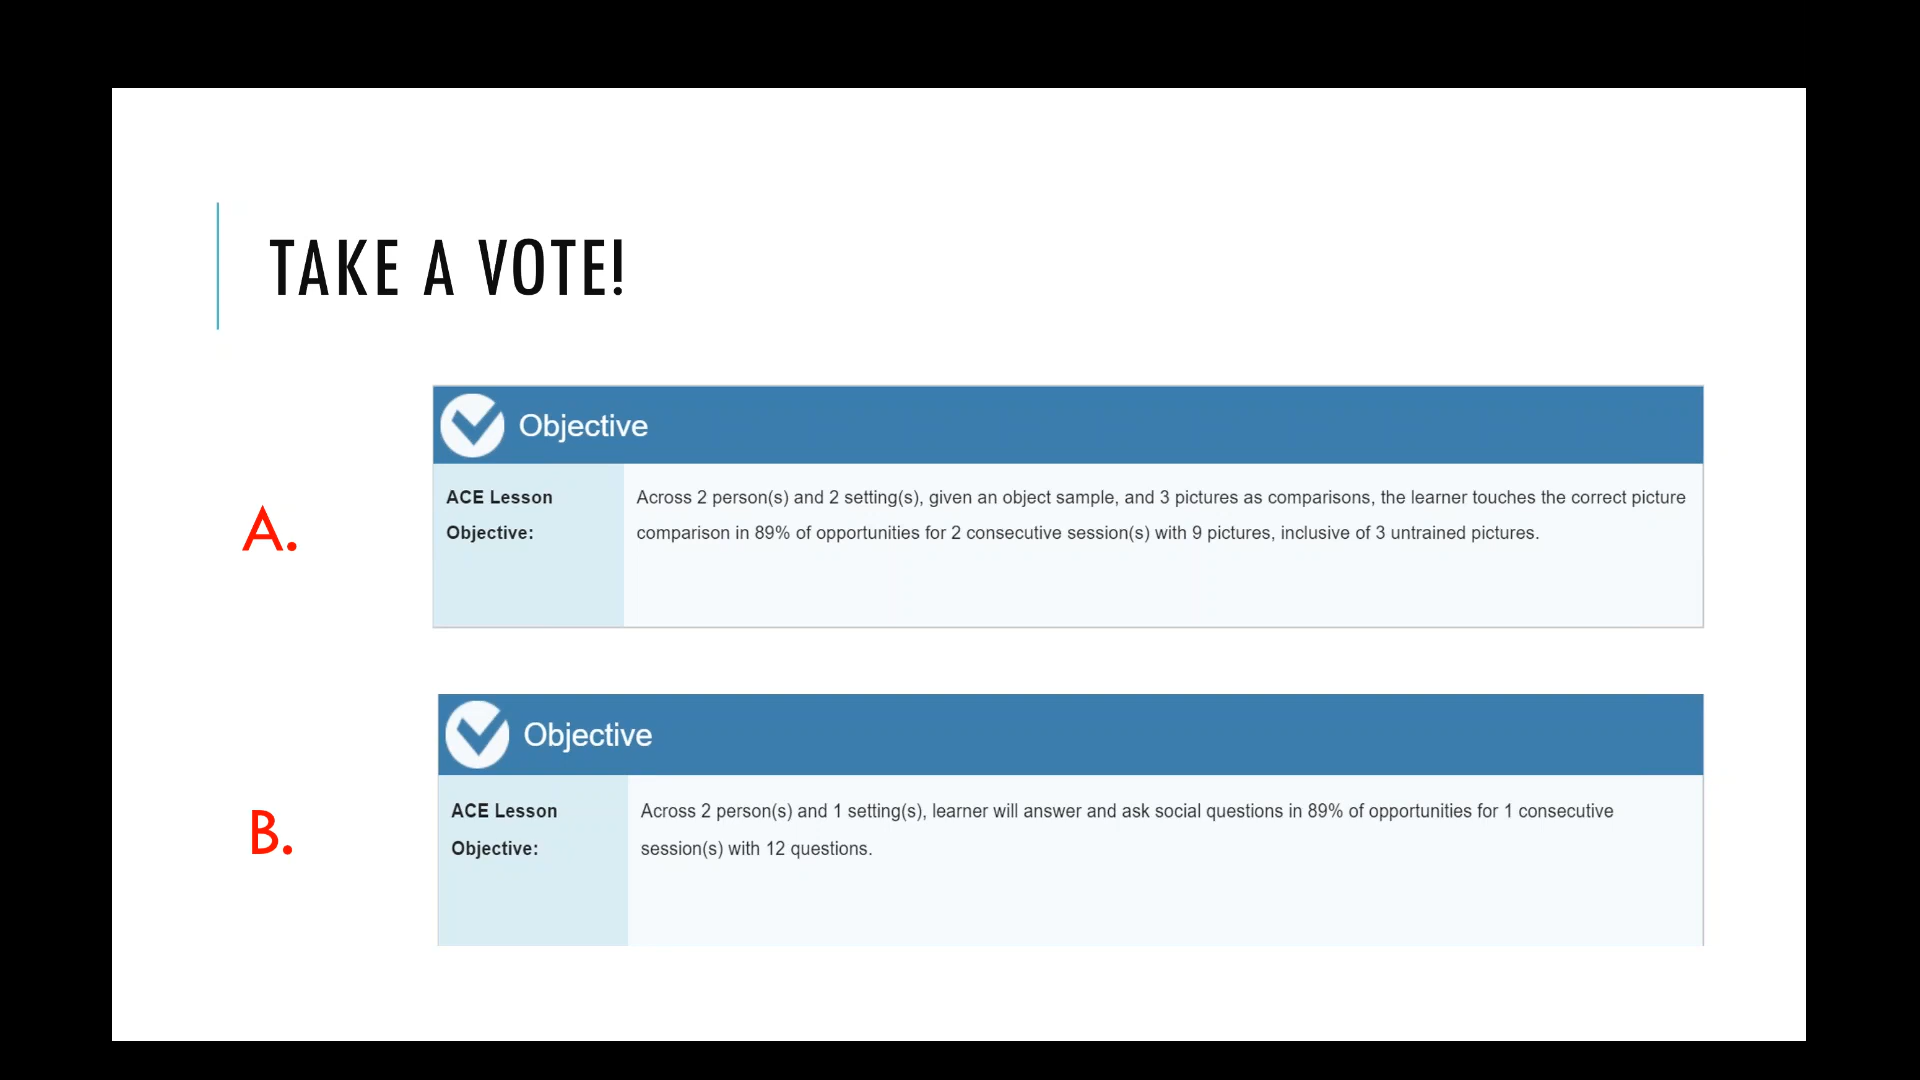 TAKE A VOTE!
A.
Objective
ACE Lesson Objective:
Across 2 person(s) and 2 setting(s), given an object sample, and 3 pictures as comparisons, the learner touches the correct picture
comparison in 89% of opportunities for 2 consecutive session(s) with 9 pictures, inclusive of 3 untrained pictures.
B.
Objective
ACE Lesson Objective:
Across 2 person(s) and 1 setting(s), learner will answer and ask social questions in 89% of opportunities for 1 consecutive
session(s) with 12 questions.